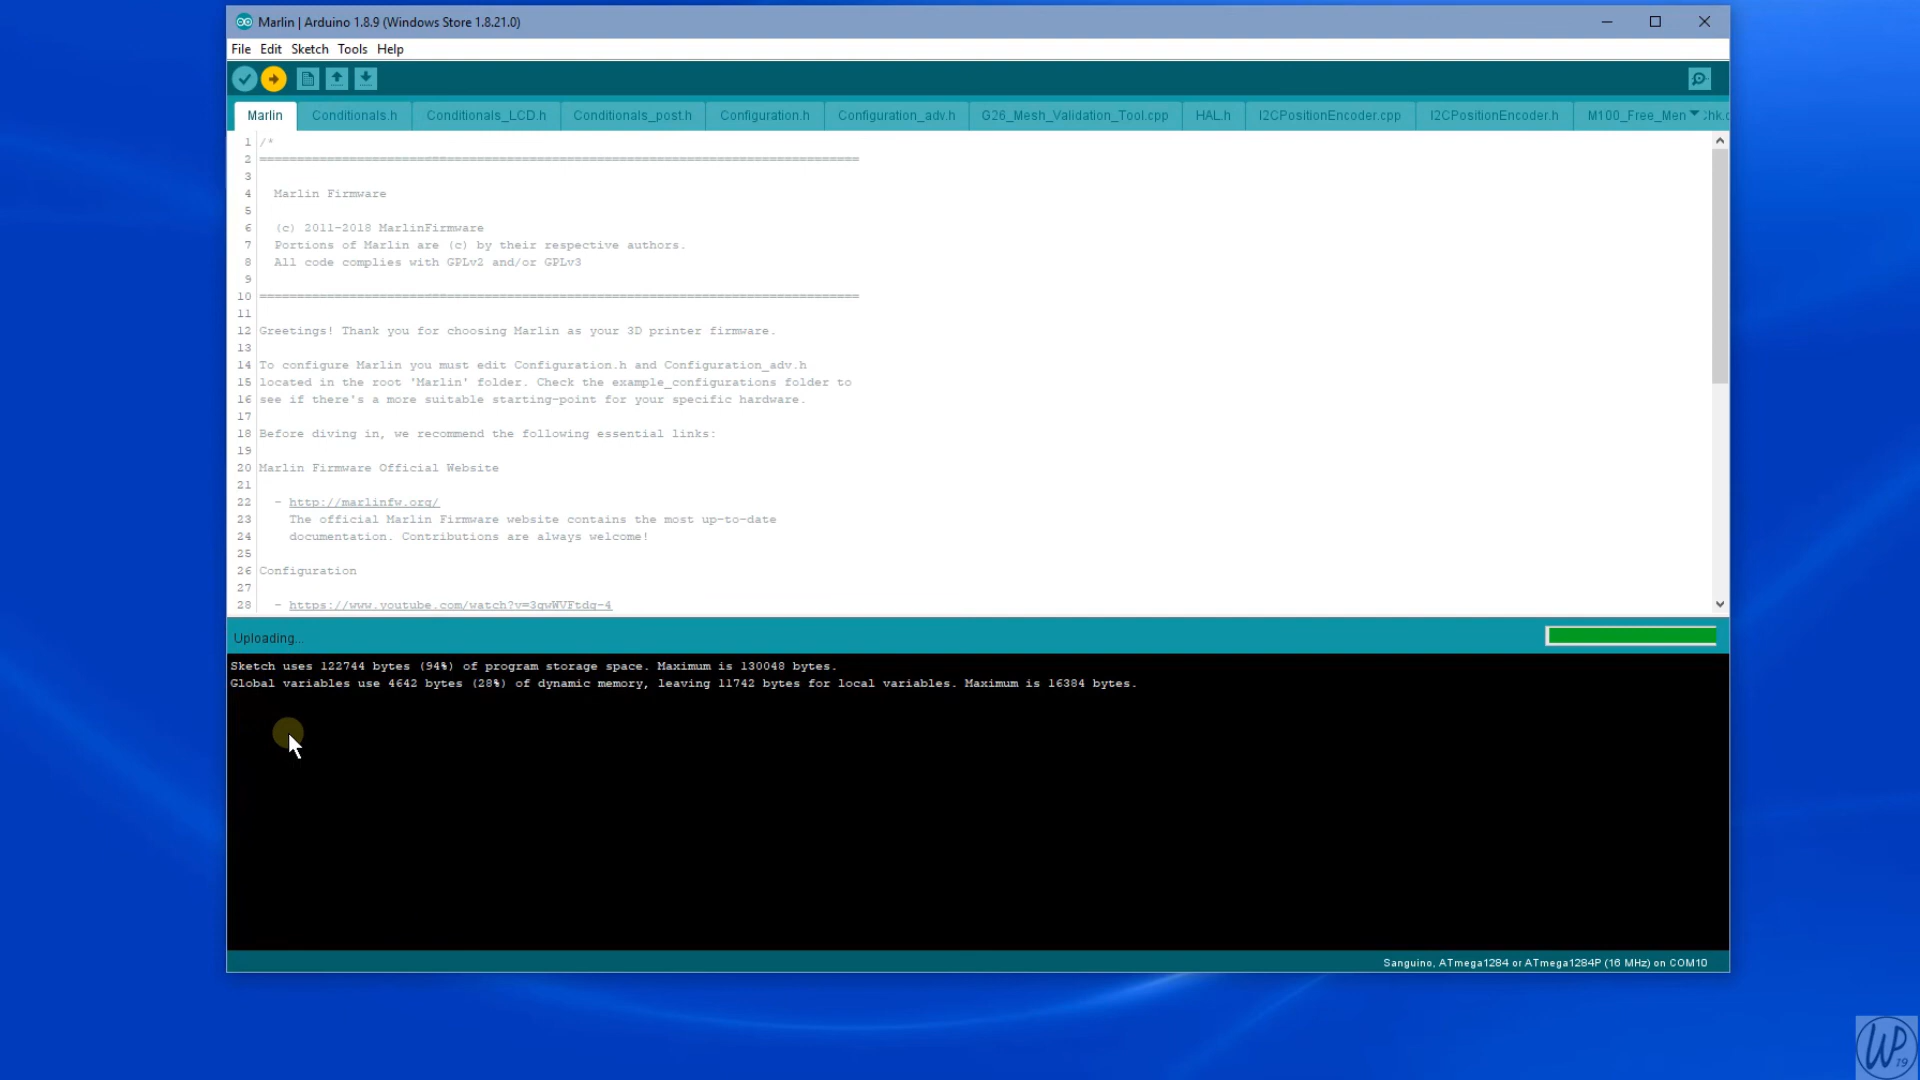 Marlin | Arduino 1.8.9 (Windows Store 1.8.21.0)
File Edit Sketch Tools Help
Marlin Conditionals.h Conditionals_LCD.h Conditionals_post.h Configuration.h Configuration_adv.h G26_Mesh_Validation_Tool.cpp HAL.h I2CPositionEncoder.cpp I2CPositionEncoder.h M100_Free_Mem
1 /*
2 ================================================================================
3
4 Marlin Firmware
5
6 (c) 2011-2018 MarlinFirmware
7 Portions of Marlin are (c) by their respective authors.
8 All code complies with GPLv2 and/or GPLv3
9
10 ================================================================================
11
12 Greetings! Thank you for choosing Marlin as your 3D printer firmware.
13
14 To configure Marlin you must edit Configuration.h and Configuration_adv.h
15 located in the root 'Marlin' folder. Check the example_configurations folder to
16 see if there's a more suitable starting-point for your specific hardware.
17
18 Before diving in, we recommend the following essential links:
19
20 Marlin Firmware Official Website
21
22 - http://marlinfw.org/
23 The official Marlin Firmware website contains the most up-to-date
24 documentation. Contributions are always welcome!
25
26 Configuration
27
28 - https://www.youtube.com/watch?v=3gwWVFtdg-4
Uploading...
Sketch uses 122744 bytes (94%) of program storage space. Maximum is 130048 bytes.
Global variables use 4642 bytes (28%) of dynamic memory, leaving 11742 bytes for local variables. Maximum is 16384 bytes.
Sanguino, ATmega1284 or ATmega1284P (16 MHz) on COM10
WP
19